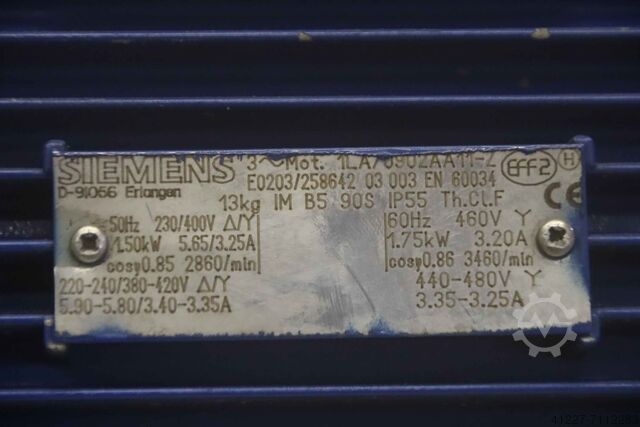 SIEMENS
D-91056 Erlangen
3~Mot. 1LA70902AA11-Z
E0203/258642 03 003 EN 60034
13kg IM B5 90S IP55 Th.Cl.F
EFF2
H
CE
50Hz 230/400V Δ/Y
1.50kW 5.65/3.25A
cosφ0.85 2860/min
220-240/380-420V Δ/Y
5.90-5.80/3.40-3.35A
60Hz 460V Y
1.75kW 3.20A
cosφ0.86 3460/min
440-480V Y
3.35-3.25A